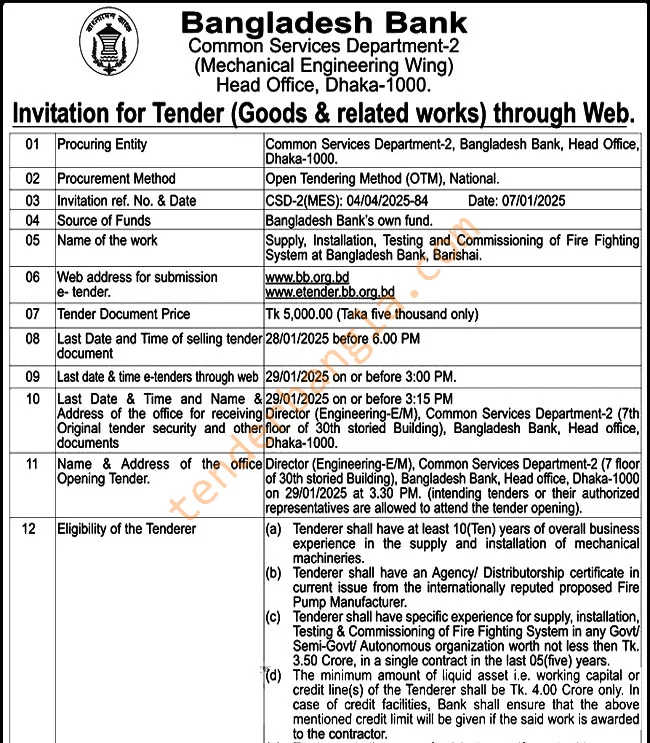 Bangladesh Bank
Common Services Department-2
(Mechanical Engineering Wing)
Head Office, Dhaka-1000.
Invitation for Tender (Goods & related works) through Web.
01 Procuring Entity Common Services Department-2, Bangladesh Bank, Head Office,
Dhaka-1000.
02 Procurement Method Open Tendering Method (OTM), National.
03 Invitation ref. No. & Date CSD-2(MES): 04/04/2025-84 Date: 07/01/2025
04 Source of Funds Bangladesh Bank's own fund.
05 Name of the work Supply, Installation, Testing and Commissioning of Fire Fighting
System at Bangladesh Bank, Barishai.
06 Web address for submission www.bb.org.bd
e- tender. www.etender.bb.org.bd
07 Tender Document Price Tk 5,000.00 (Taka five thousand only)
08 Last Date and Time of selling tender 28/01/2025 before 6.00 PM
document
09 Last date & time e-tenders through web 29/01/2025 on or before 3:00 PM.
10 Last Date & Time and Name & 29/01/2025 on or before 3:15 PM
Address of the office for receiving Director (Engineering-E/M), Common Services Department-2 (7th
Original tender security and other floor of 30th storied Building), Bangladesh Bank, Head office,
documents Dhaka-1000.
11 Name & Address of the office Director (Engineering-E/M), Common Services Department-2 (7 floor
Opening Tender. of 30th storied Building), Bangladesh Bank, Head office, Dhaka-1000
on 29/01/2025 at 3.30 PM. (intending tenders or their authorized
representatives are allowed to attend the tender opening).
12 Eligibility of the Tenderer (a) Tenderer shall have at least 10(Ten) years of overall business
experience in the supply and installation of mechanical
machineries.
(b) Tenderer shall have an Agency/ Distributorship certificate in
current issue from the internationally reputed proposed Fire
Pump Manufacturer.
(c) Tenderer shall have specific experience for supply, installation,
Testing & Commissioning of Fire Fighting System in any Govt/
Semi-Govt/ Autonomous organization worth not less then Tk.
3.50 Crore, in a single contract in the last 05(five) years.
(d) The minimum amount of liquid asset i.e. working capital or
credit line(s) of the Tenderer shall be Tk. 4.00 Crore only. In
case of credit facilities, Bank shall ensure that the above
mentioned credit limit will be given if the said work is awarded
to the contractor.
tenderbangla.com